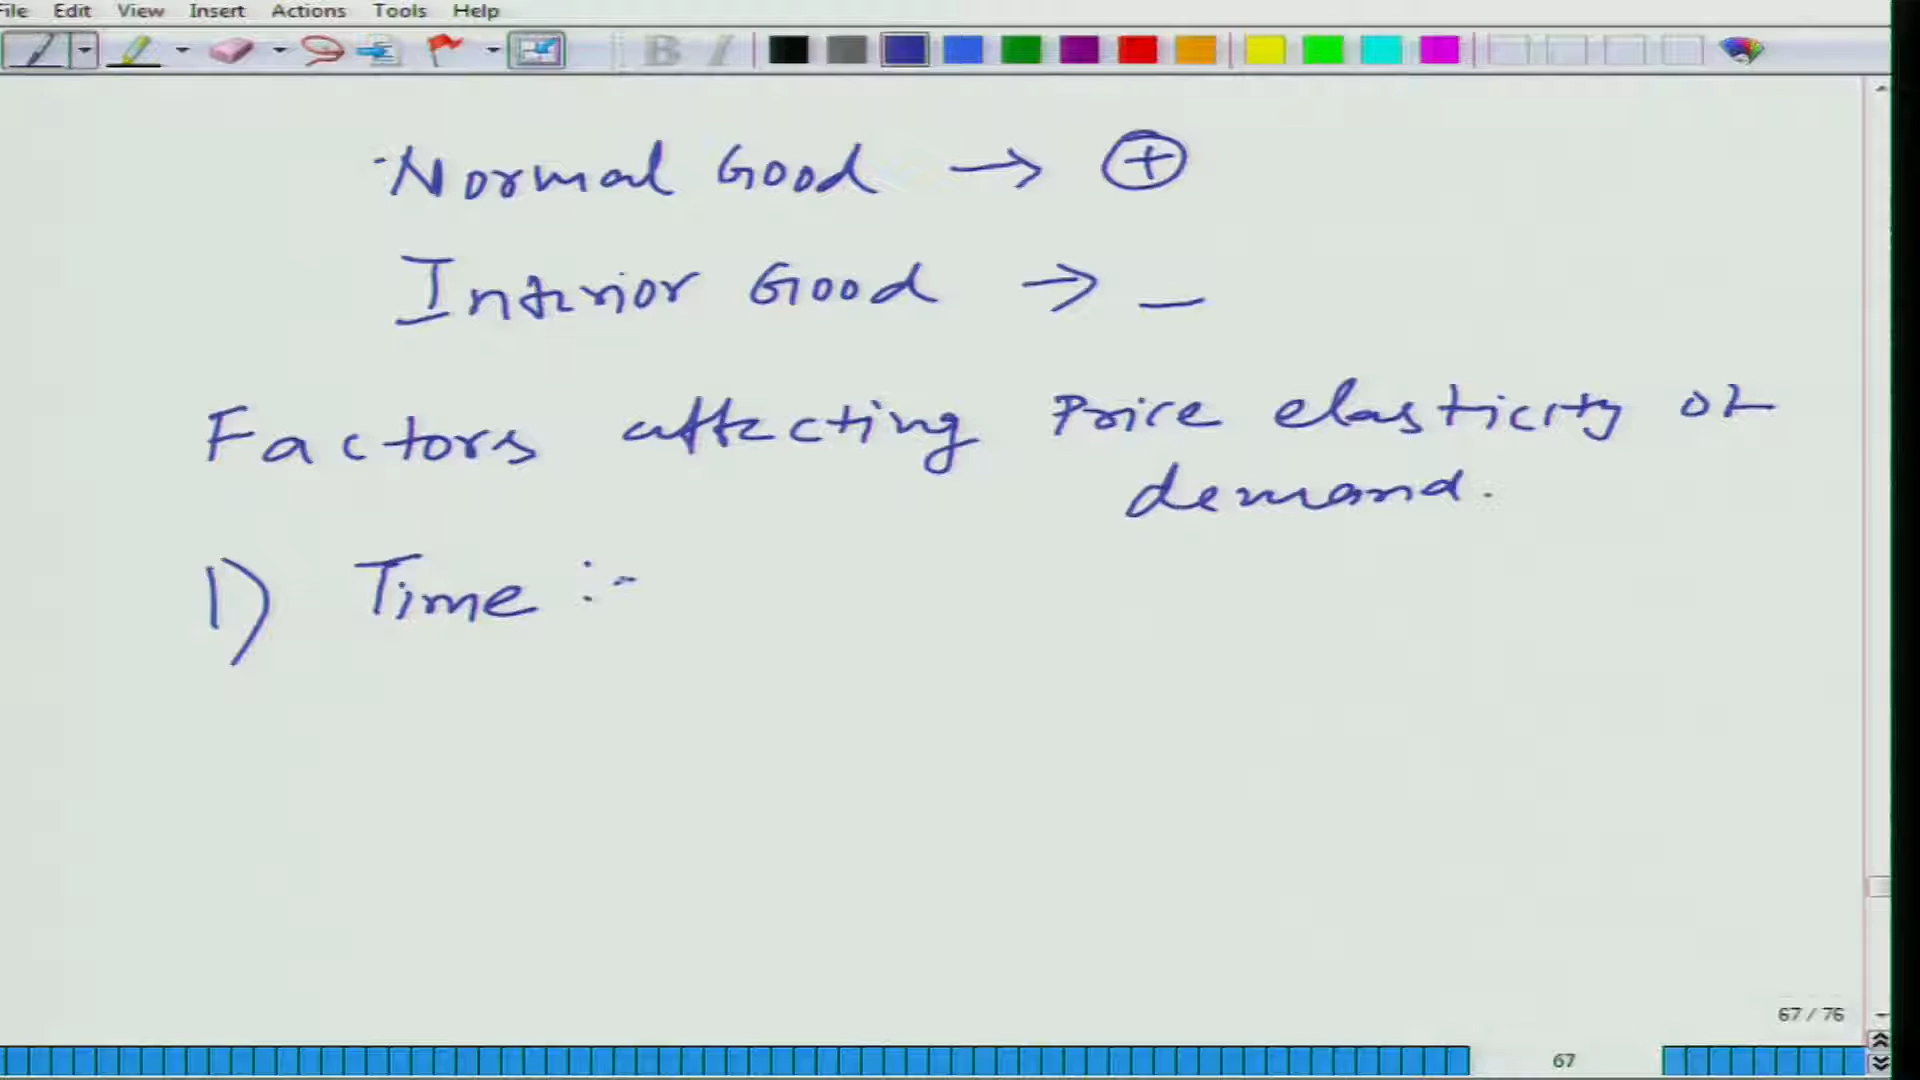 File Edit View Insert Actions Tools Help
B I
Normal Good → ⊕
Inferior Good → —
Factors affecting Price elasticity of
demand.
1) Time :-
67 / 76
67